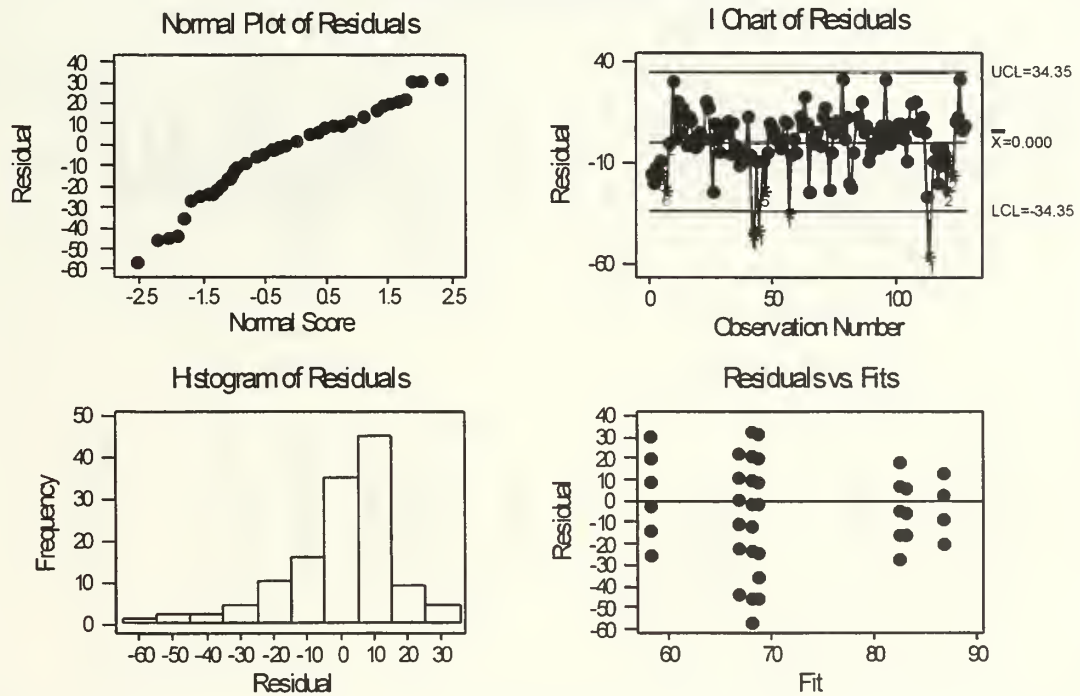 Normal Plot of Residuals
40
30
20
10
0
-10
-20
-30
-40
-50
-60
Residual
-2.5 -1.5 -0.5 0.5 1.5 2.5
Normal Score
I Chart of Residuals
40
-10
-60
Residual
UCL=34.35
X=0.000
LCL=-34.35
6
5
2
0 50 100
Observation Number
Histogram of Residuals
50
40
30
20
10
0
Frequency
-60 -50 -40 -30 -20 -10 0 10 20 30
Residual
Residuals vs. Fits
40
30
20
10
0
-10
-20
-30
-40
-50
-60
Residual
60 70 80 90
Fit